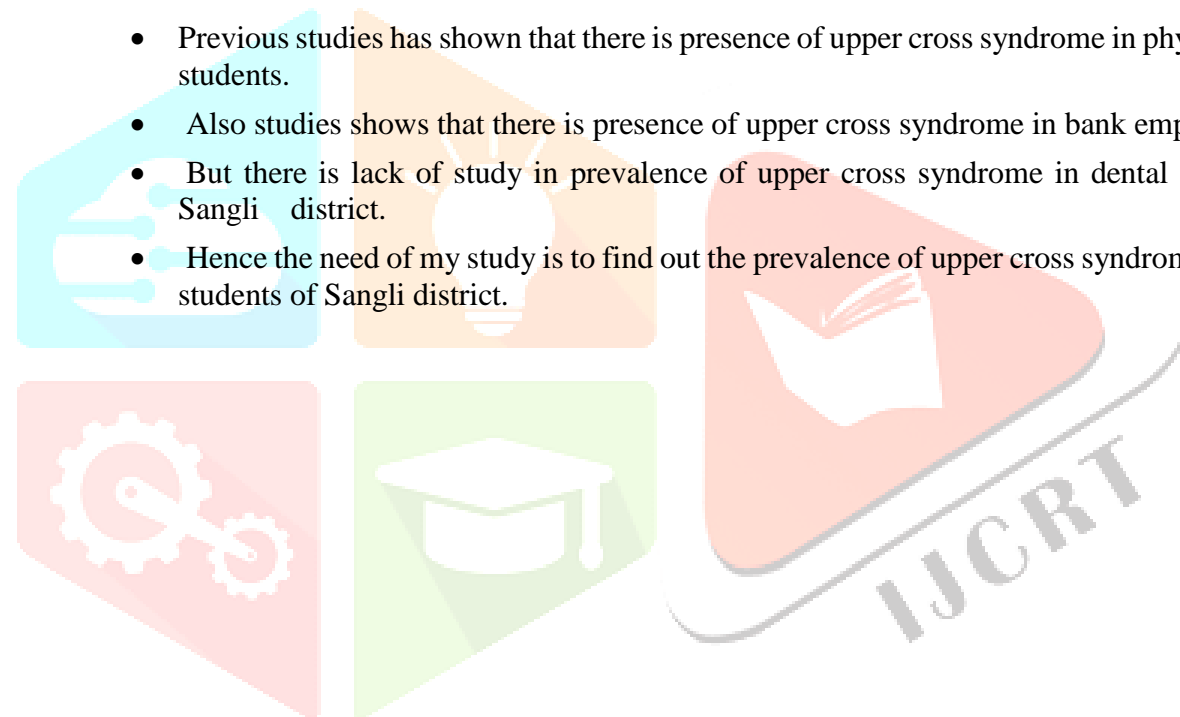 • Previous studies has shown that there is presence of upper cross syndrome in
students.
• Also studies shows that there is presence of upper cross syndrome in bank
• But there is lack of study in prevalence of upper cross syndrome in dental
Sangli district.
• Hence the need of my study is to find out the prevalence of upper cross
students of Sangli district.
IJCRT